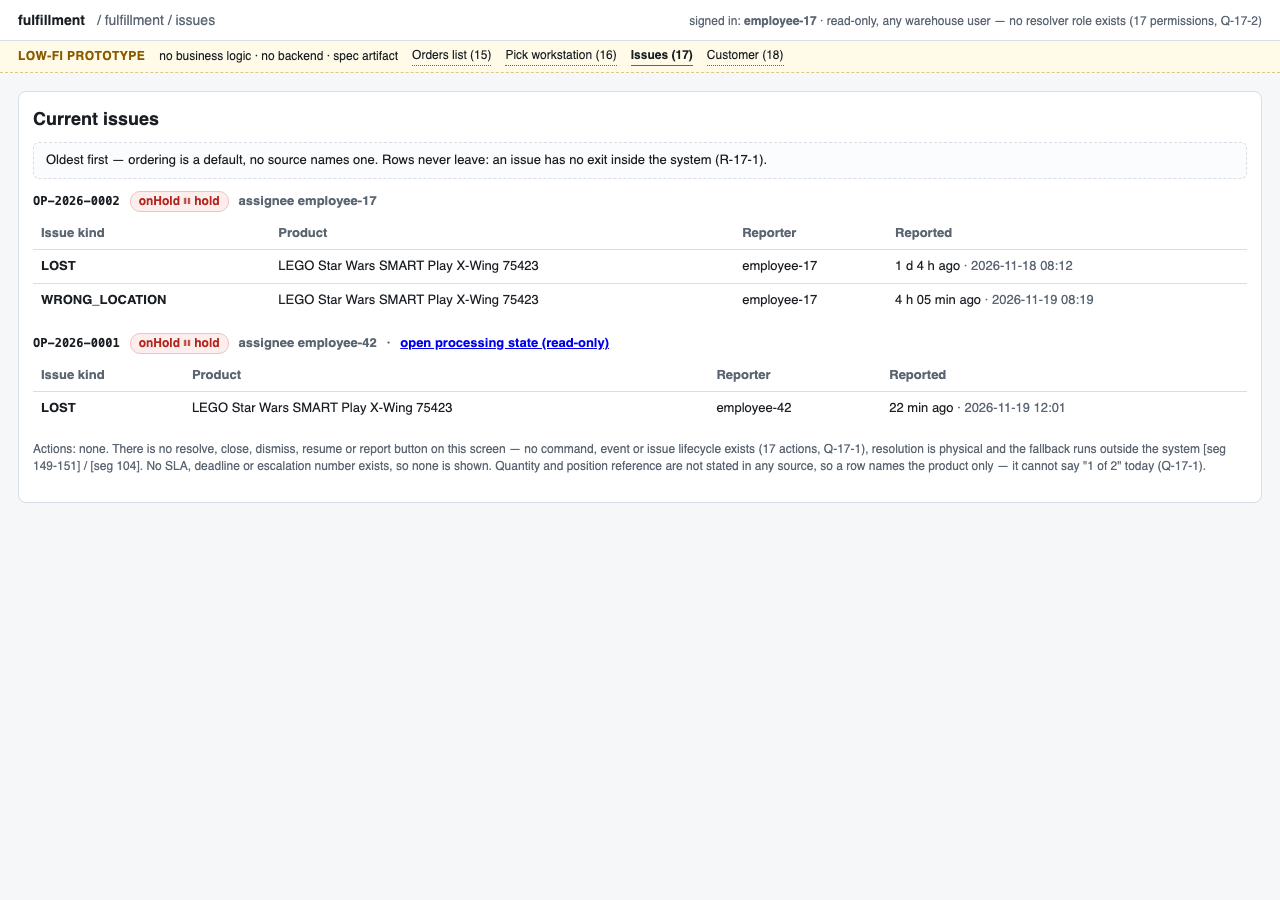 fulfillment / fulfillment / issues signed in: employee-17 · read-only, any warehouse user — no resolver role exists (17 permissions, Q-17-2)
LOW-FI PROTOTYPE no business logic · no backend · spec artifact Orders list (15) Pick workstation (16) Issues (17) Customer (18)
Current issues
Oldest first — ordering is a default, no source names one. Rows never leave: an issue has no exit inside the system (R-17-1).
OP-2026-0002 onHold ⏸ hold assignee employee-17
Issue kind Product Reporter Reported
LOST LEGO Star Wars SMART Play X-Wing 75423 employee-17 1 d 4 h ago · 2026-11-18 08:12
WRONG_LOCATION LEGO Star Wars SMART Play X-Wing 75423 employee-17 4 h 05 min ago · 2026-11-19 08:19
OP-2026-0001 onHold ⏸ hold assignee employee-42 · open processing state (read-only)
Issue kind Product Reporter Reported
LOST LEGO Star Wars SMART Play X-Wing 75423 employee-42 22 min ago · 2026-11-19 12:01
Actions: none. There is no resolve, close, dismiss, resume or report button on this screen — no command, event or issue lifecycle exists (17 actions, Q-17-1), resolution is physical and the fallback runs outside the system [seg
149-151] / [seg 104]. No SLA, deadline or escalation number exists, so none is shown. Quantity and position reference are not stated in any source, so a row names the product only — it cannot say "1 of 2" today (Q-17-1).